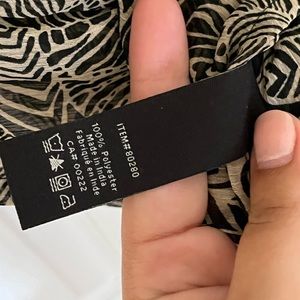 ITEM#80280
100% Polyester
Made in India
Fabriqué en Inde
CA# 00222